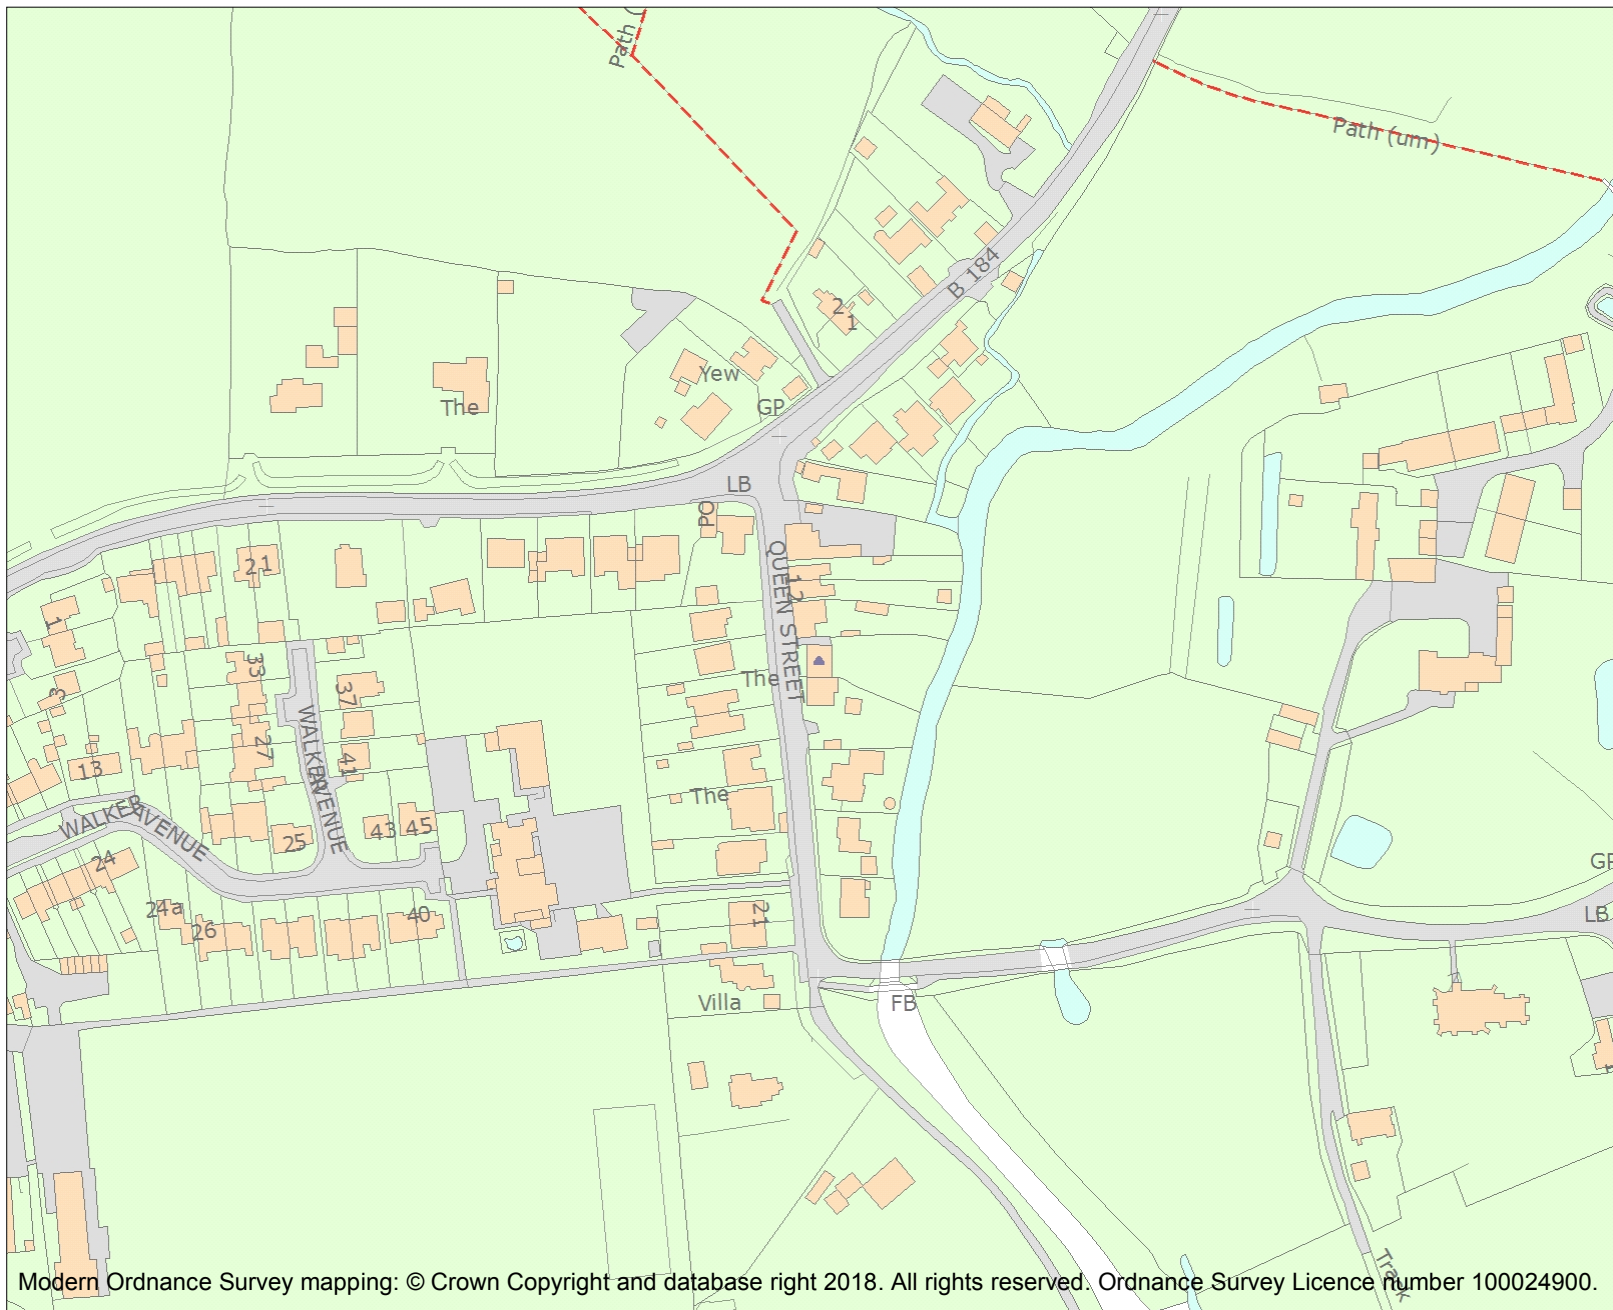 Path (
Path (um)
B 184
2
1
Yew
The
GP
LB
PO
QUEEN STREET
12
21
1
3
33
37
The
27
41
13
WALKER
AVENUE
The
WALKER
AVENUE
25
43
45
24
24a
26
40
21
GP
LB
Villa
FB
Track
Modern Ordnance Survey mapping: © Crown Copyright and database right 2018. All rights reserved. Ordnance Survey Licence number 100024900.